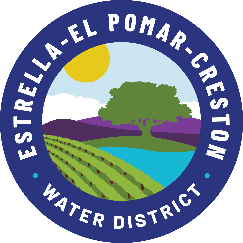 ESTRELLA-EL POMAR-CRESTON
• WATER DISTRICT •